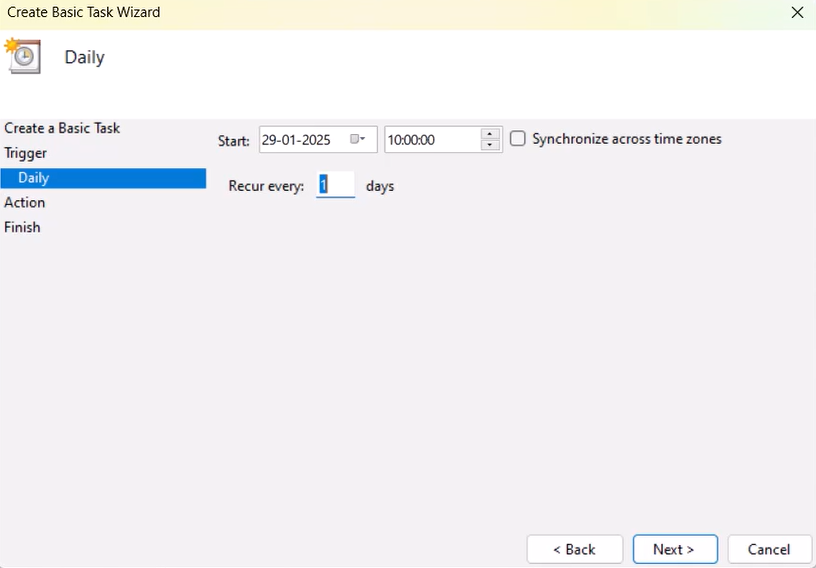 Create Basic Task Wizard
Daily
Create a Basic Task
Trigger
Daily
Action
Finish
Start: 29-01-2025 10:00:00 Synchronize across time zones
Recur every: 1 days
< Back Next > Cancel